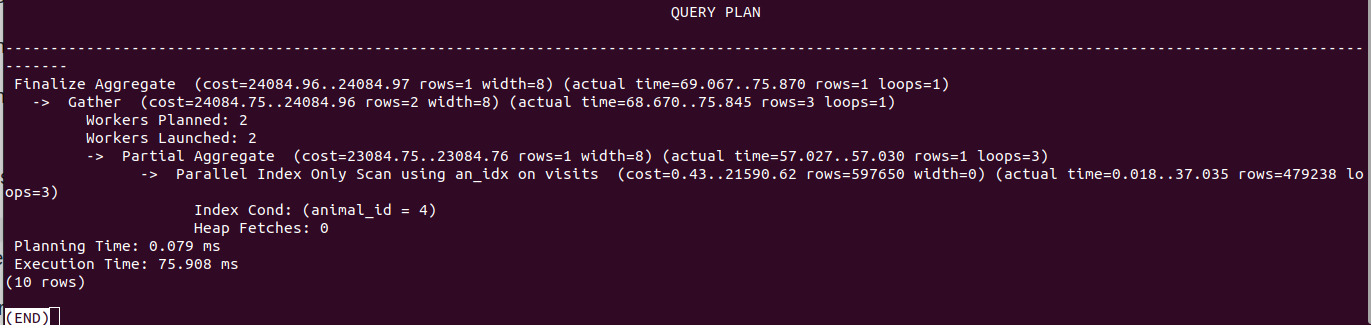 QUERY PLAN
-------------------------------------------------------------------------------------------------------------------------------------------------------
-------
Finalize Aggregate  (cost=24084.96..24084.97 rows=1 width=8) (actual time=69.067..75.870 rows=1 loops=1)
->  Gather  (cost=24084.75..24084.96 rows=2 width=8) (actual time=68.670..75.845 rows=3 loops=1)
Workers Planned: 2
Workers Launched: 2
->  Partial Aggregate  (cost=23084.75..23084.76 rows=1 width=8) (actual time=57.027..57.030 rows=1 loops=3)
->  Parallel Index Only Scan using an_idx on visits  (cost=0.43..21590.62 rows=597650 width=0) (actual time=0.018..37.035 rows=479238 lo
ops=3)
Index Cond: (animal_id = 4)
Heap Fetches: 0
Planning Time: 0.079 ms
Execution Time: 75.908 ms
(10 rows)
(END)